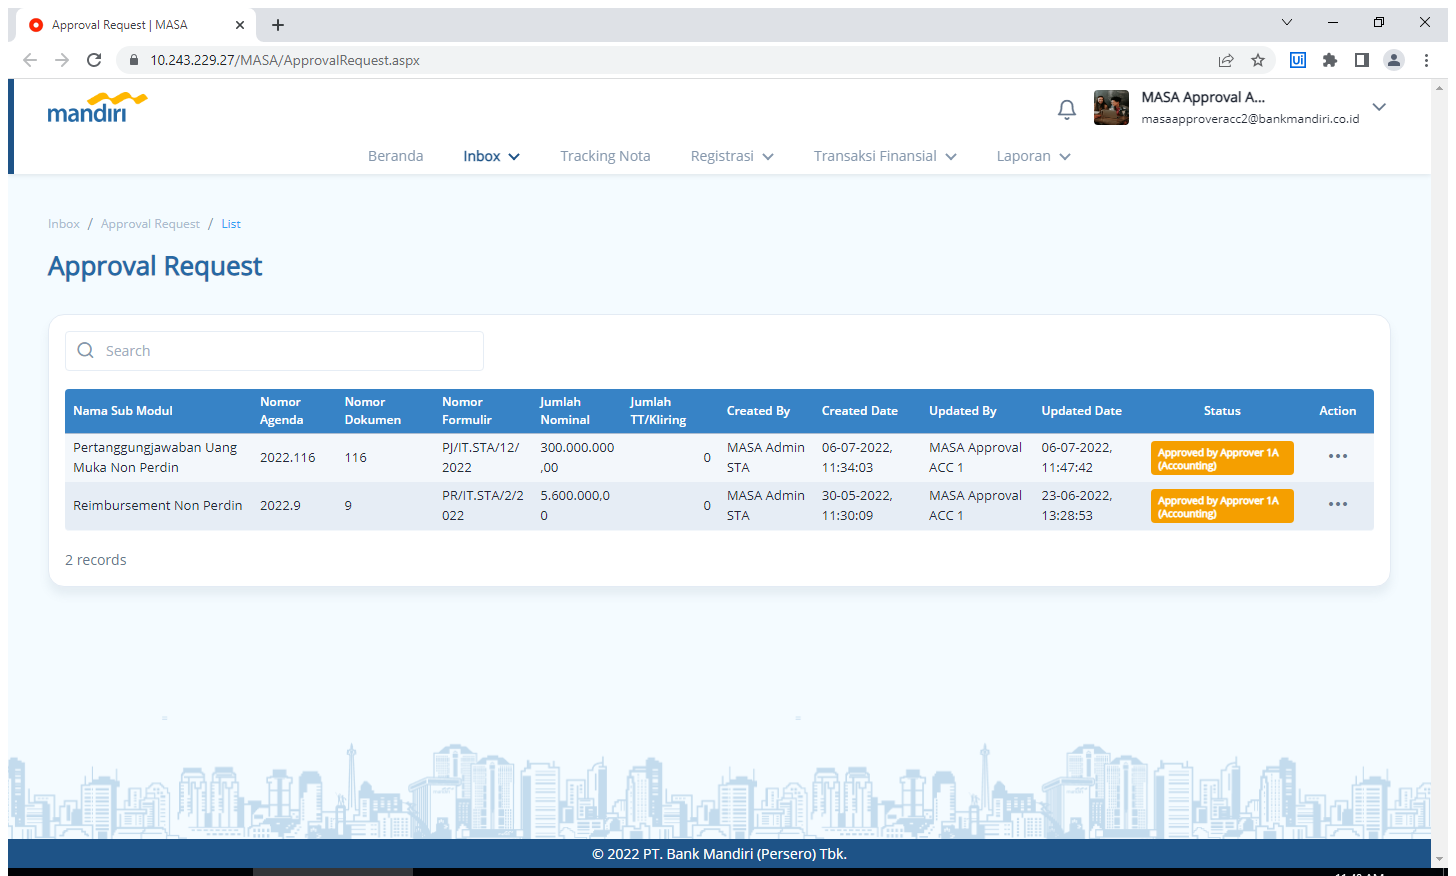 Approval Request | MASA
10.243.229.27/MASA/ApprovalRequest.aspx
Ui
mandiri
MASA Approval A...
masaapproveracc2@bankmandiri.co.id
Beranda
Inbox
Tracking Nota
Registrasi
Transaksi Finansial
Laporan
Inbox / Approval Request / List
Approval Request
Search
Nama Sub Modul
Nomor
Agenda
Nomor
Dokumen
Nomor
Formulir
Jumlah
Nominal
Jumlah
TT/Kliring
Created By
Created Date
Updated By
Updated Date
Status
Action
Pertanggungjawaban Uang
Muka Non Perdin
2022.116
116
PJ/IT.STA/12/
2022
300.000.000
,00
0
MASA Admin
STA
06-07-2022,
11:34:03
MASA Approval
ACC 1
06-07-2022,
11:47:42
Approved by Approver 1A
(Accounting)
Reimbursement Non Perdin
2022.9
9
PR/IT.STA/2/2
022
5.600.000,0
0
0
MASA Admin
STA
30-05-2022,
11:30:09
MASA Approval
ACC 1
23-06-2022,
13:28:53
Approved by Approver 1A
(Accounting)
2 records
© 2022 PT. Bank Mandiri (Persero) Tbk.